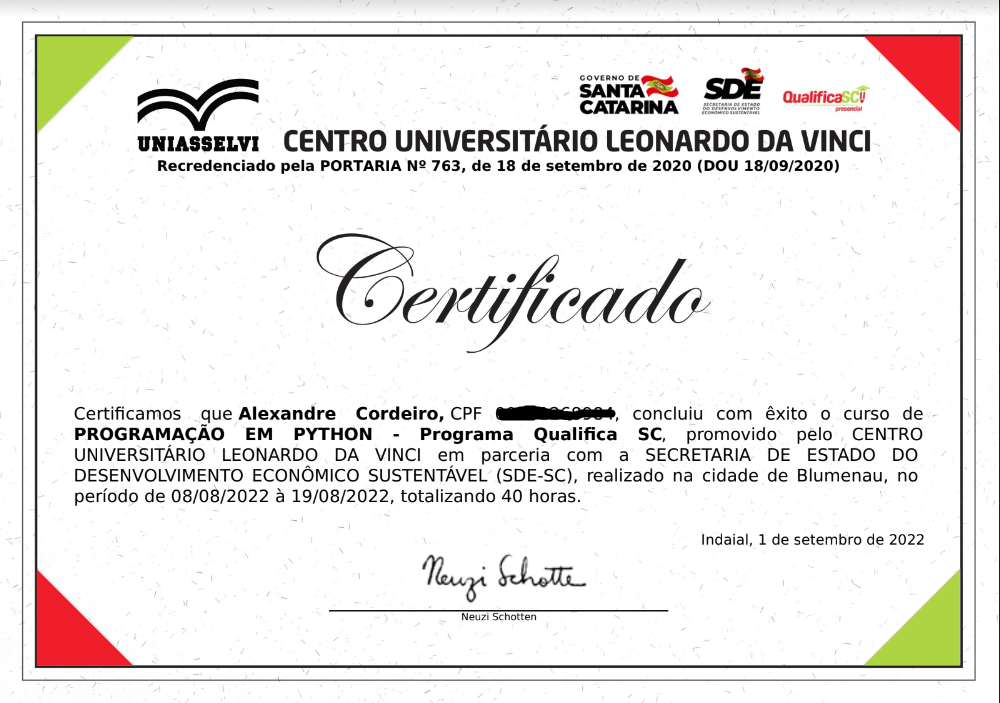 GOVERNO DE
SANTA
CATARINA
SDE
SECRETARIA DE ESTADO
DO DESENVOLVIMENTO
ECONÔMICO SUSTENTÁVEL
QualificaSC
presencial
UNIASSELVI
CENTRO UNIVERSITÁRIO LEONARDO DA VINCI
Recredenciado pela PORTARIA Nº 763, de 18 de setembro de 2020 (DOU 18/09/2020)
Certificado
Certificamos que Alexandre Cordeiro, CPF , concluiu com êxito o curso de
PROGRAMAÇÃO EM PYTHON - Programa Qualifica SC, promovido pelo CENTRO
UNIVERSITÁRIO LEONARDO DA VINCI em parceria com a SECRETARIA DE ESTADO DO
DESENVOLVIMENTO ECONÔMICO SUSTENTÁVEL (SDE-SC), realizado na cidade de Blumenau, no
período de 08/08/2022 à 19/08/2022, totalizando 40 horas.
Indaial, 1 de setembro de 2022
Neuzi Schotte
Neuzi Schotten